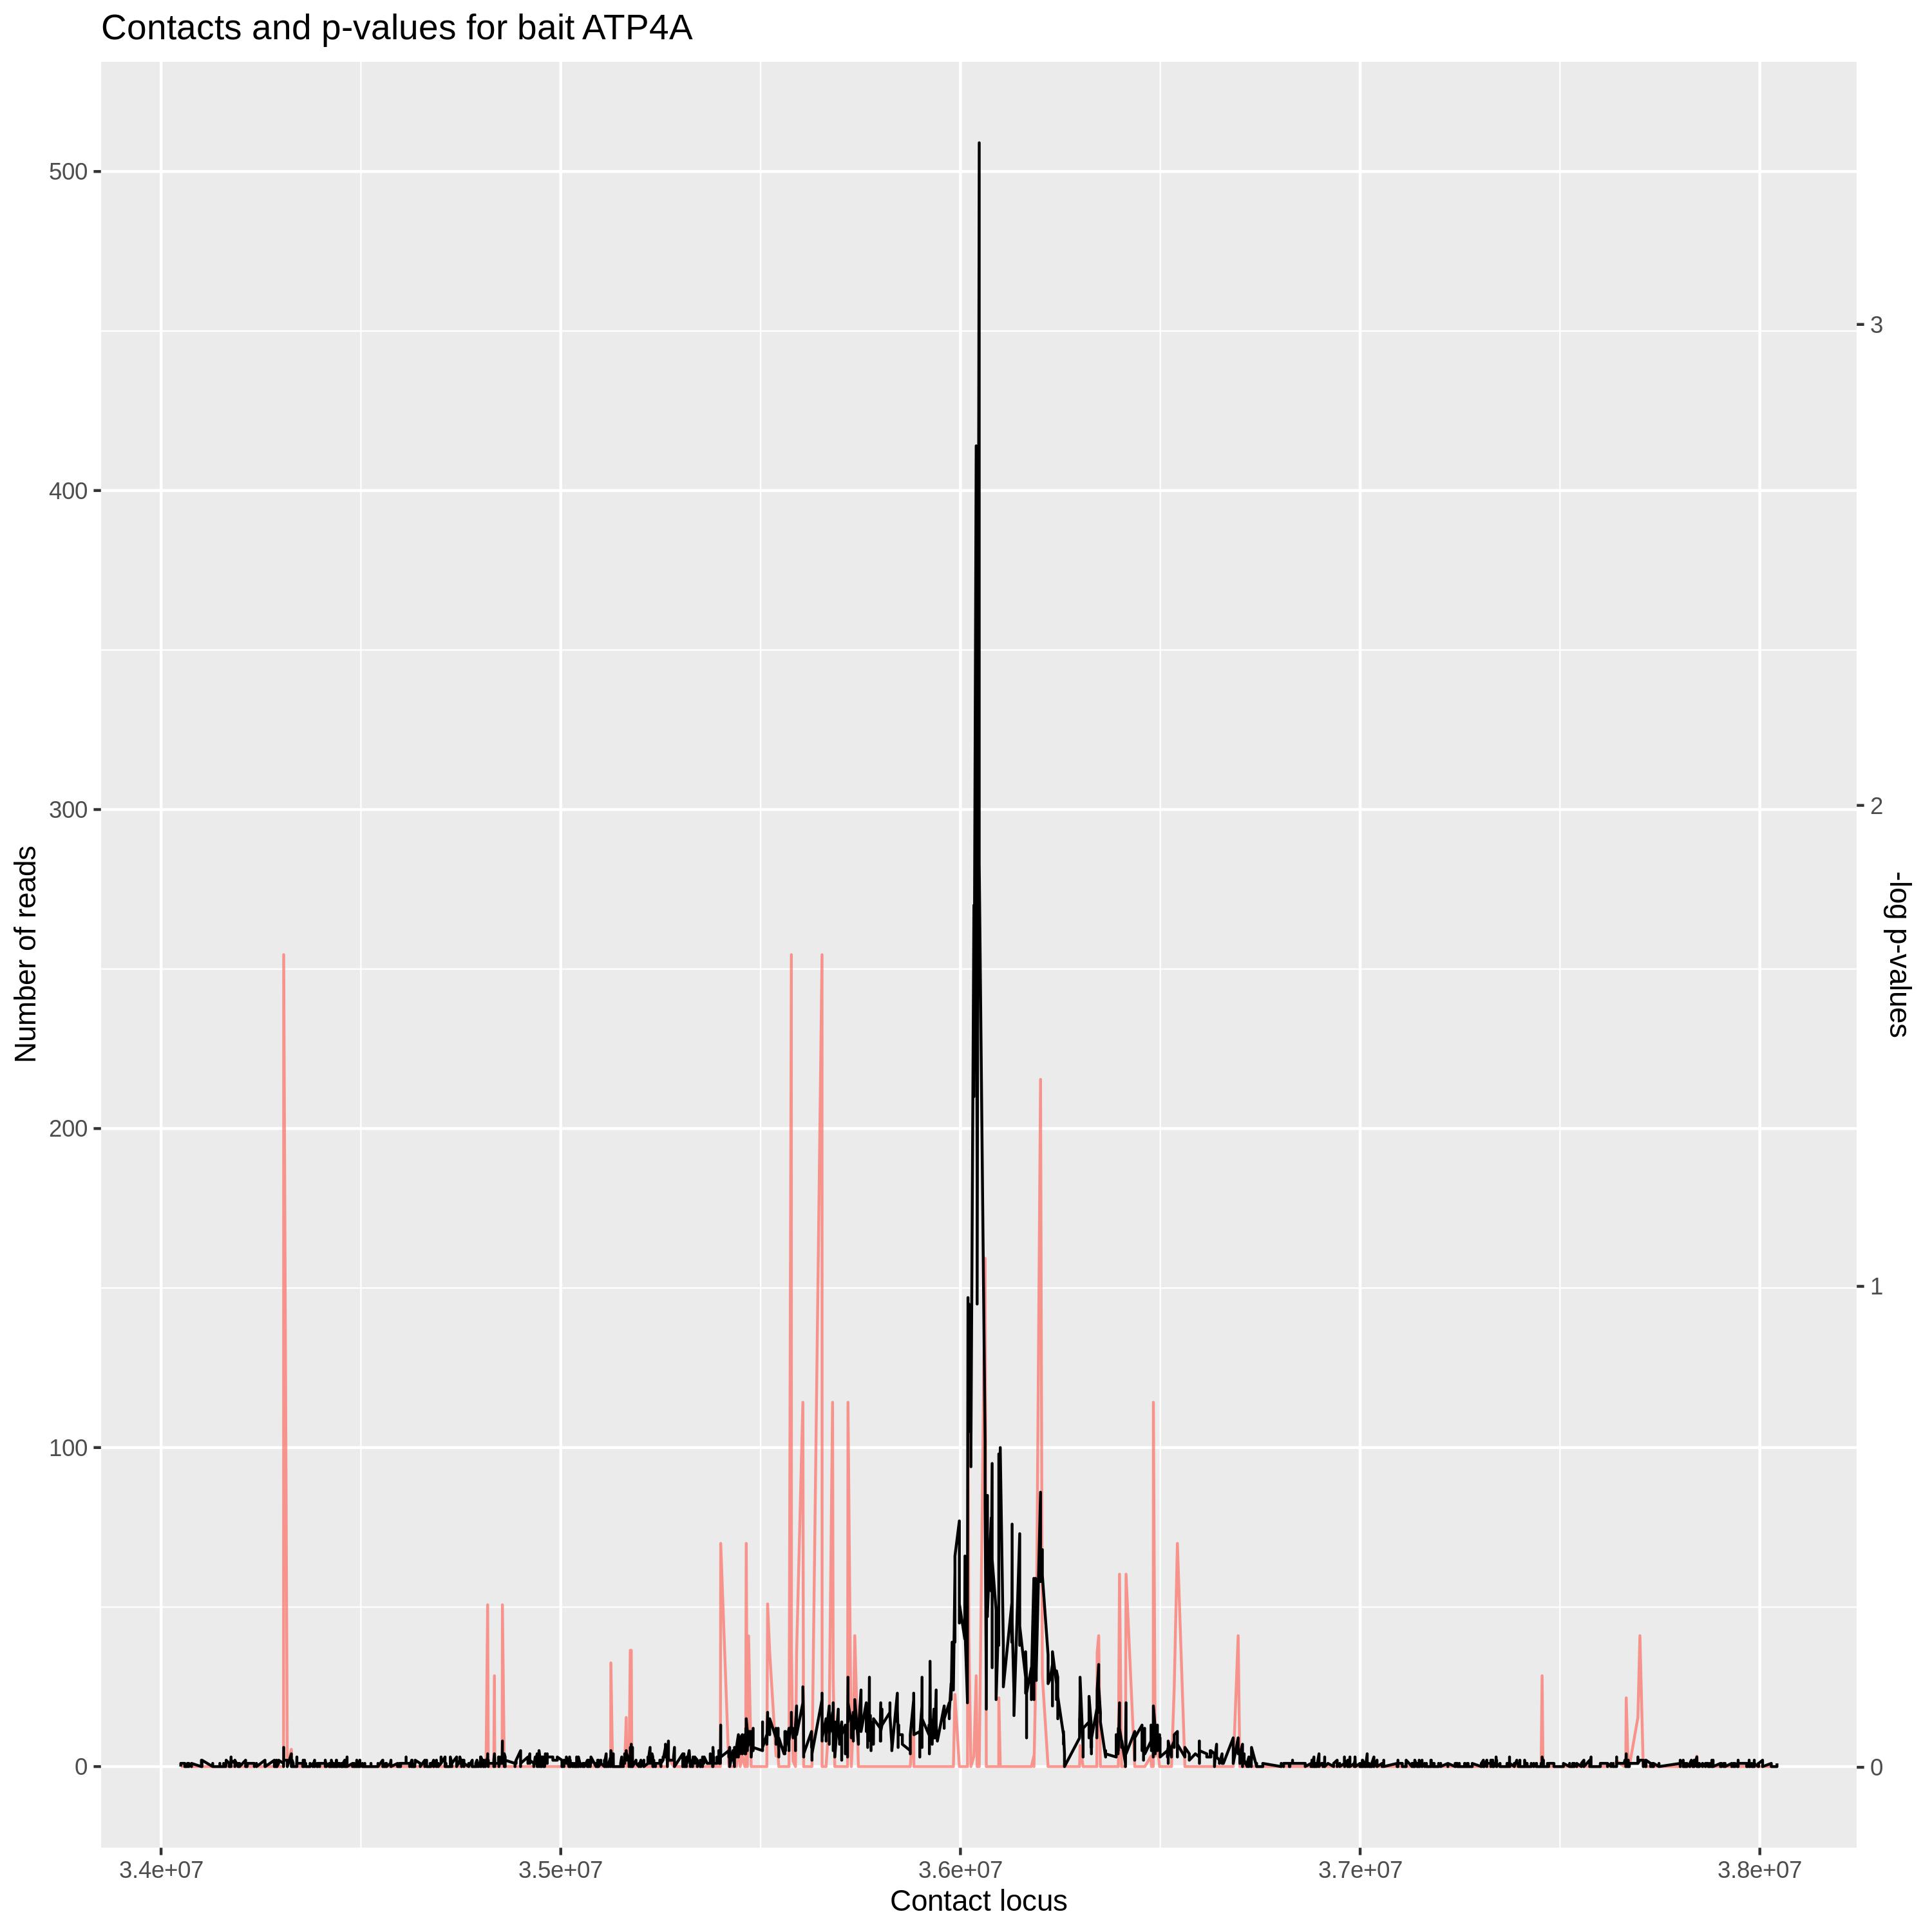 Contacts and p-values for bait ATP4A
500
400
300
200
100
0
Number of reads
3
2
1
0
-log p-values
3.4e+07
3.5e+07
3.6e+07
3.7e+07
3.8e+07
Contact locus